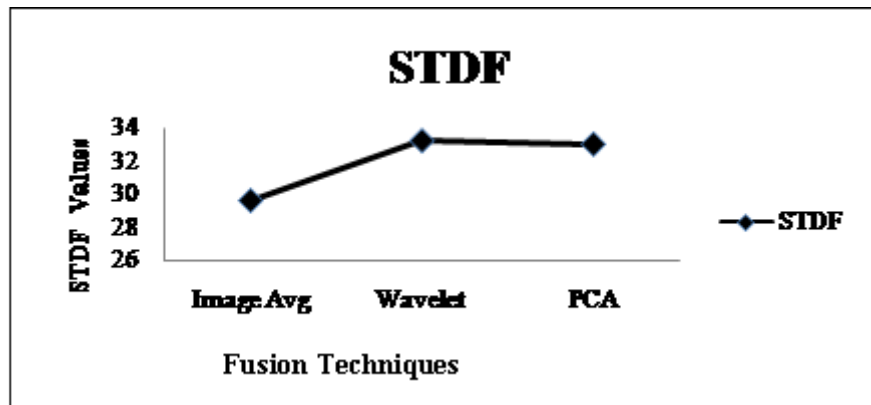 STDF
34
32
30
28
26
STDF Values
Image Avg
Wavelet
PCA
Fusion Techniques
STDF